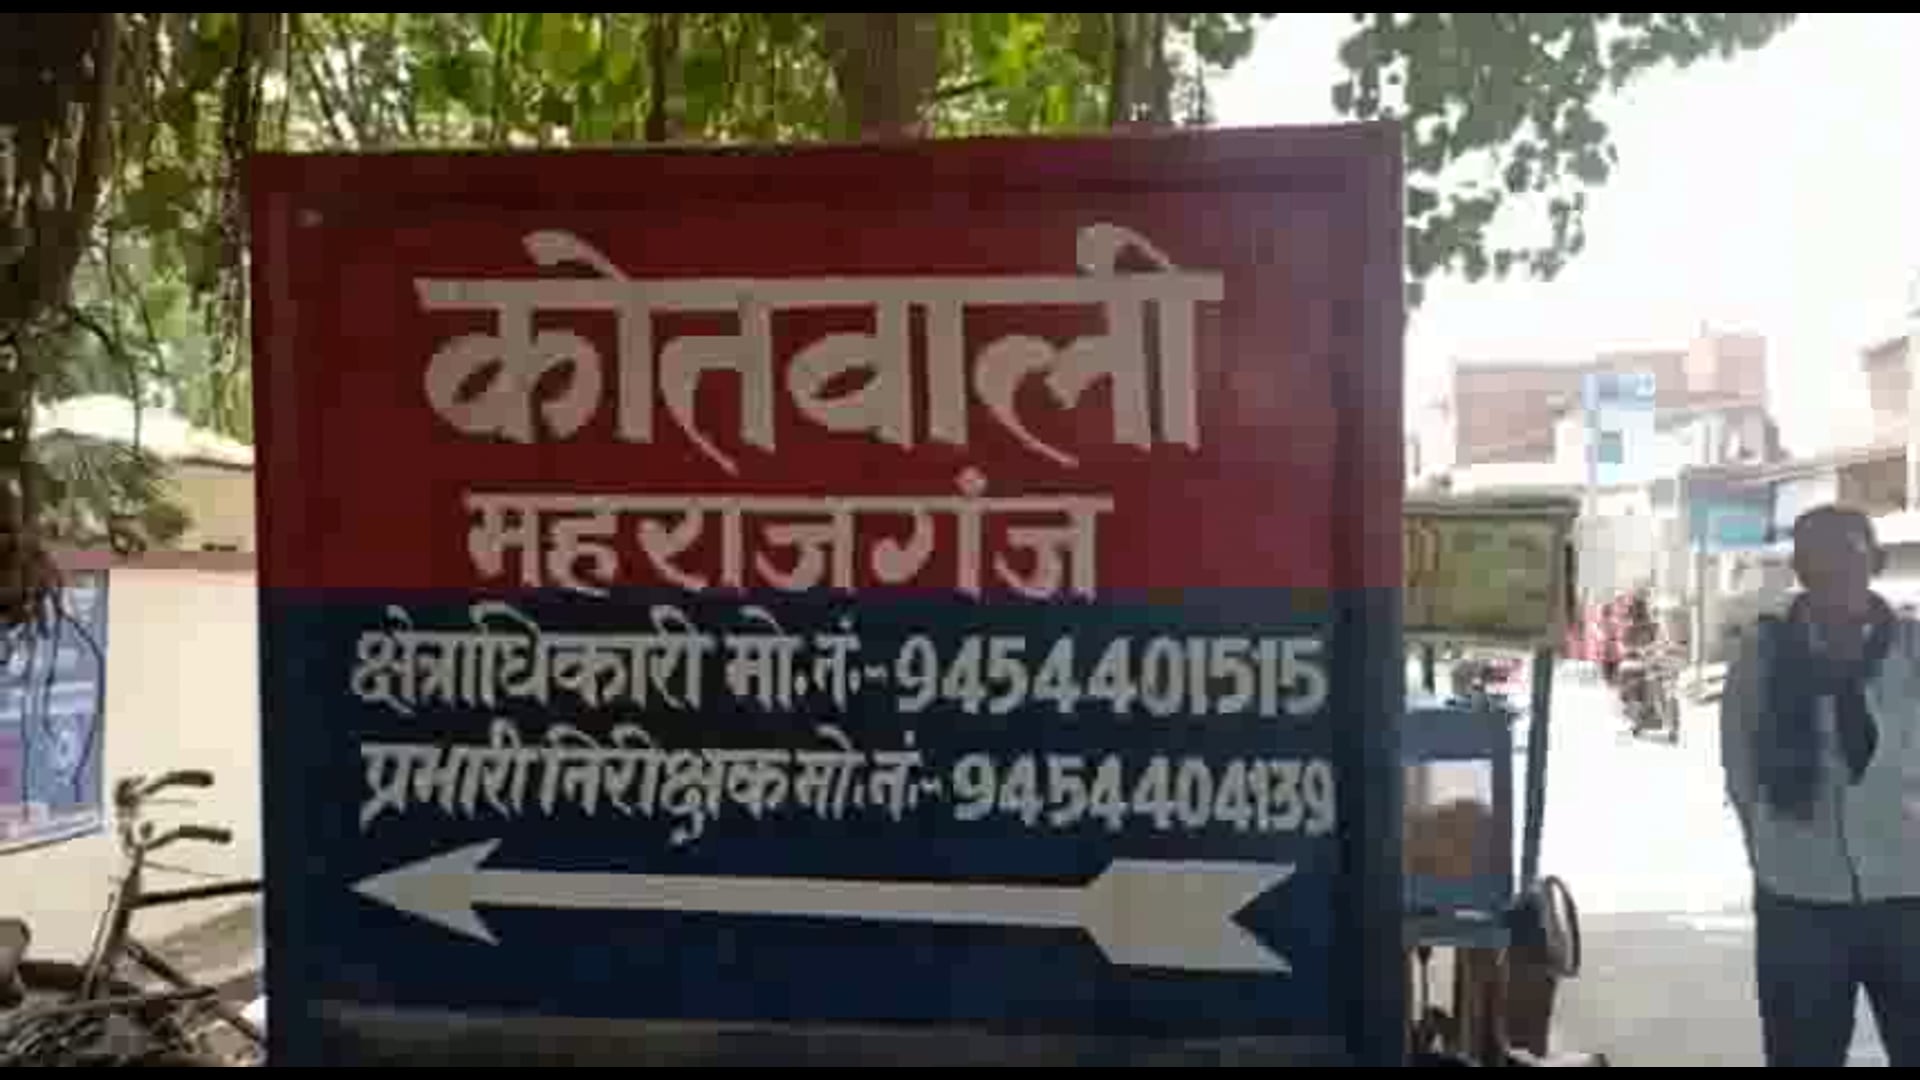 कोतवाली
महराजगंज
क्षेत्राधिकारी मो.नं:-9454401515
प्रभारी निरीक्षक मो.नं:-9454404139